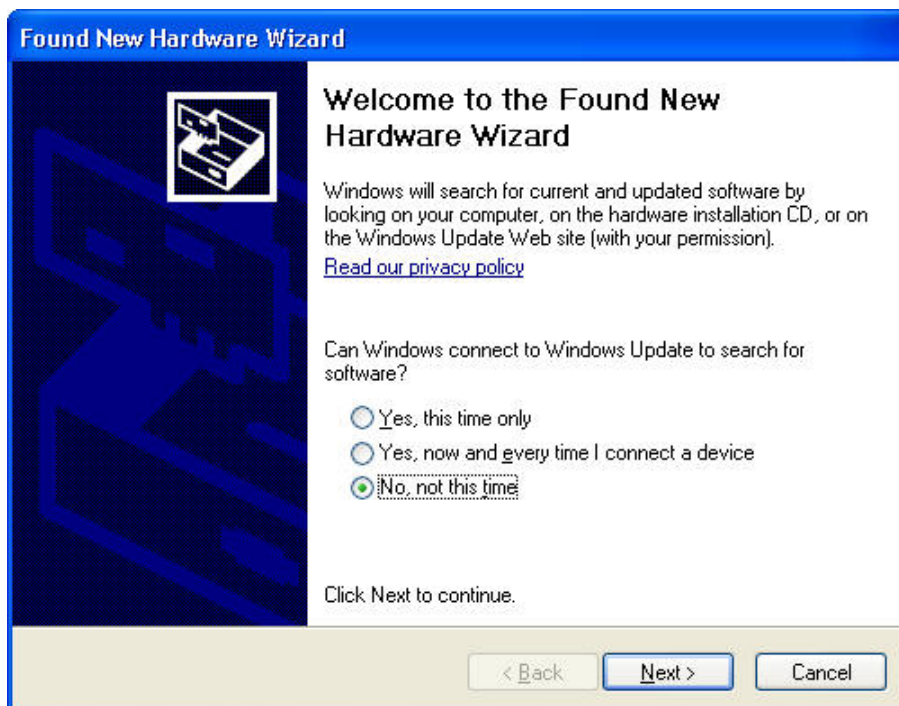 Found New Hardware Wizard
Welcome to the Found New
Hardware Wizard
Windows will search for current and updated software by
looking on your computer, on the hardware installation CD, or on
the Windows Update Web site (with your permission).
Read our privacy policy
Can Windows connect to Windows Update to search for
software?
Yes, this time only
Yes, now and every time I connect a device
No, not this time
Click Next to continue.
< Back Next > Cancel